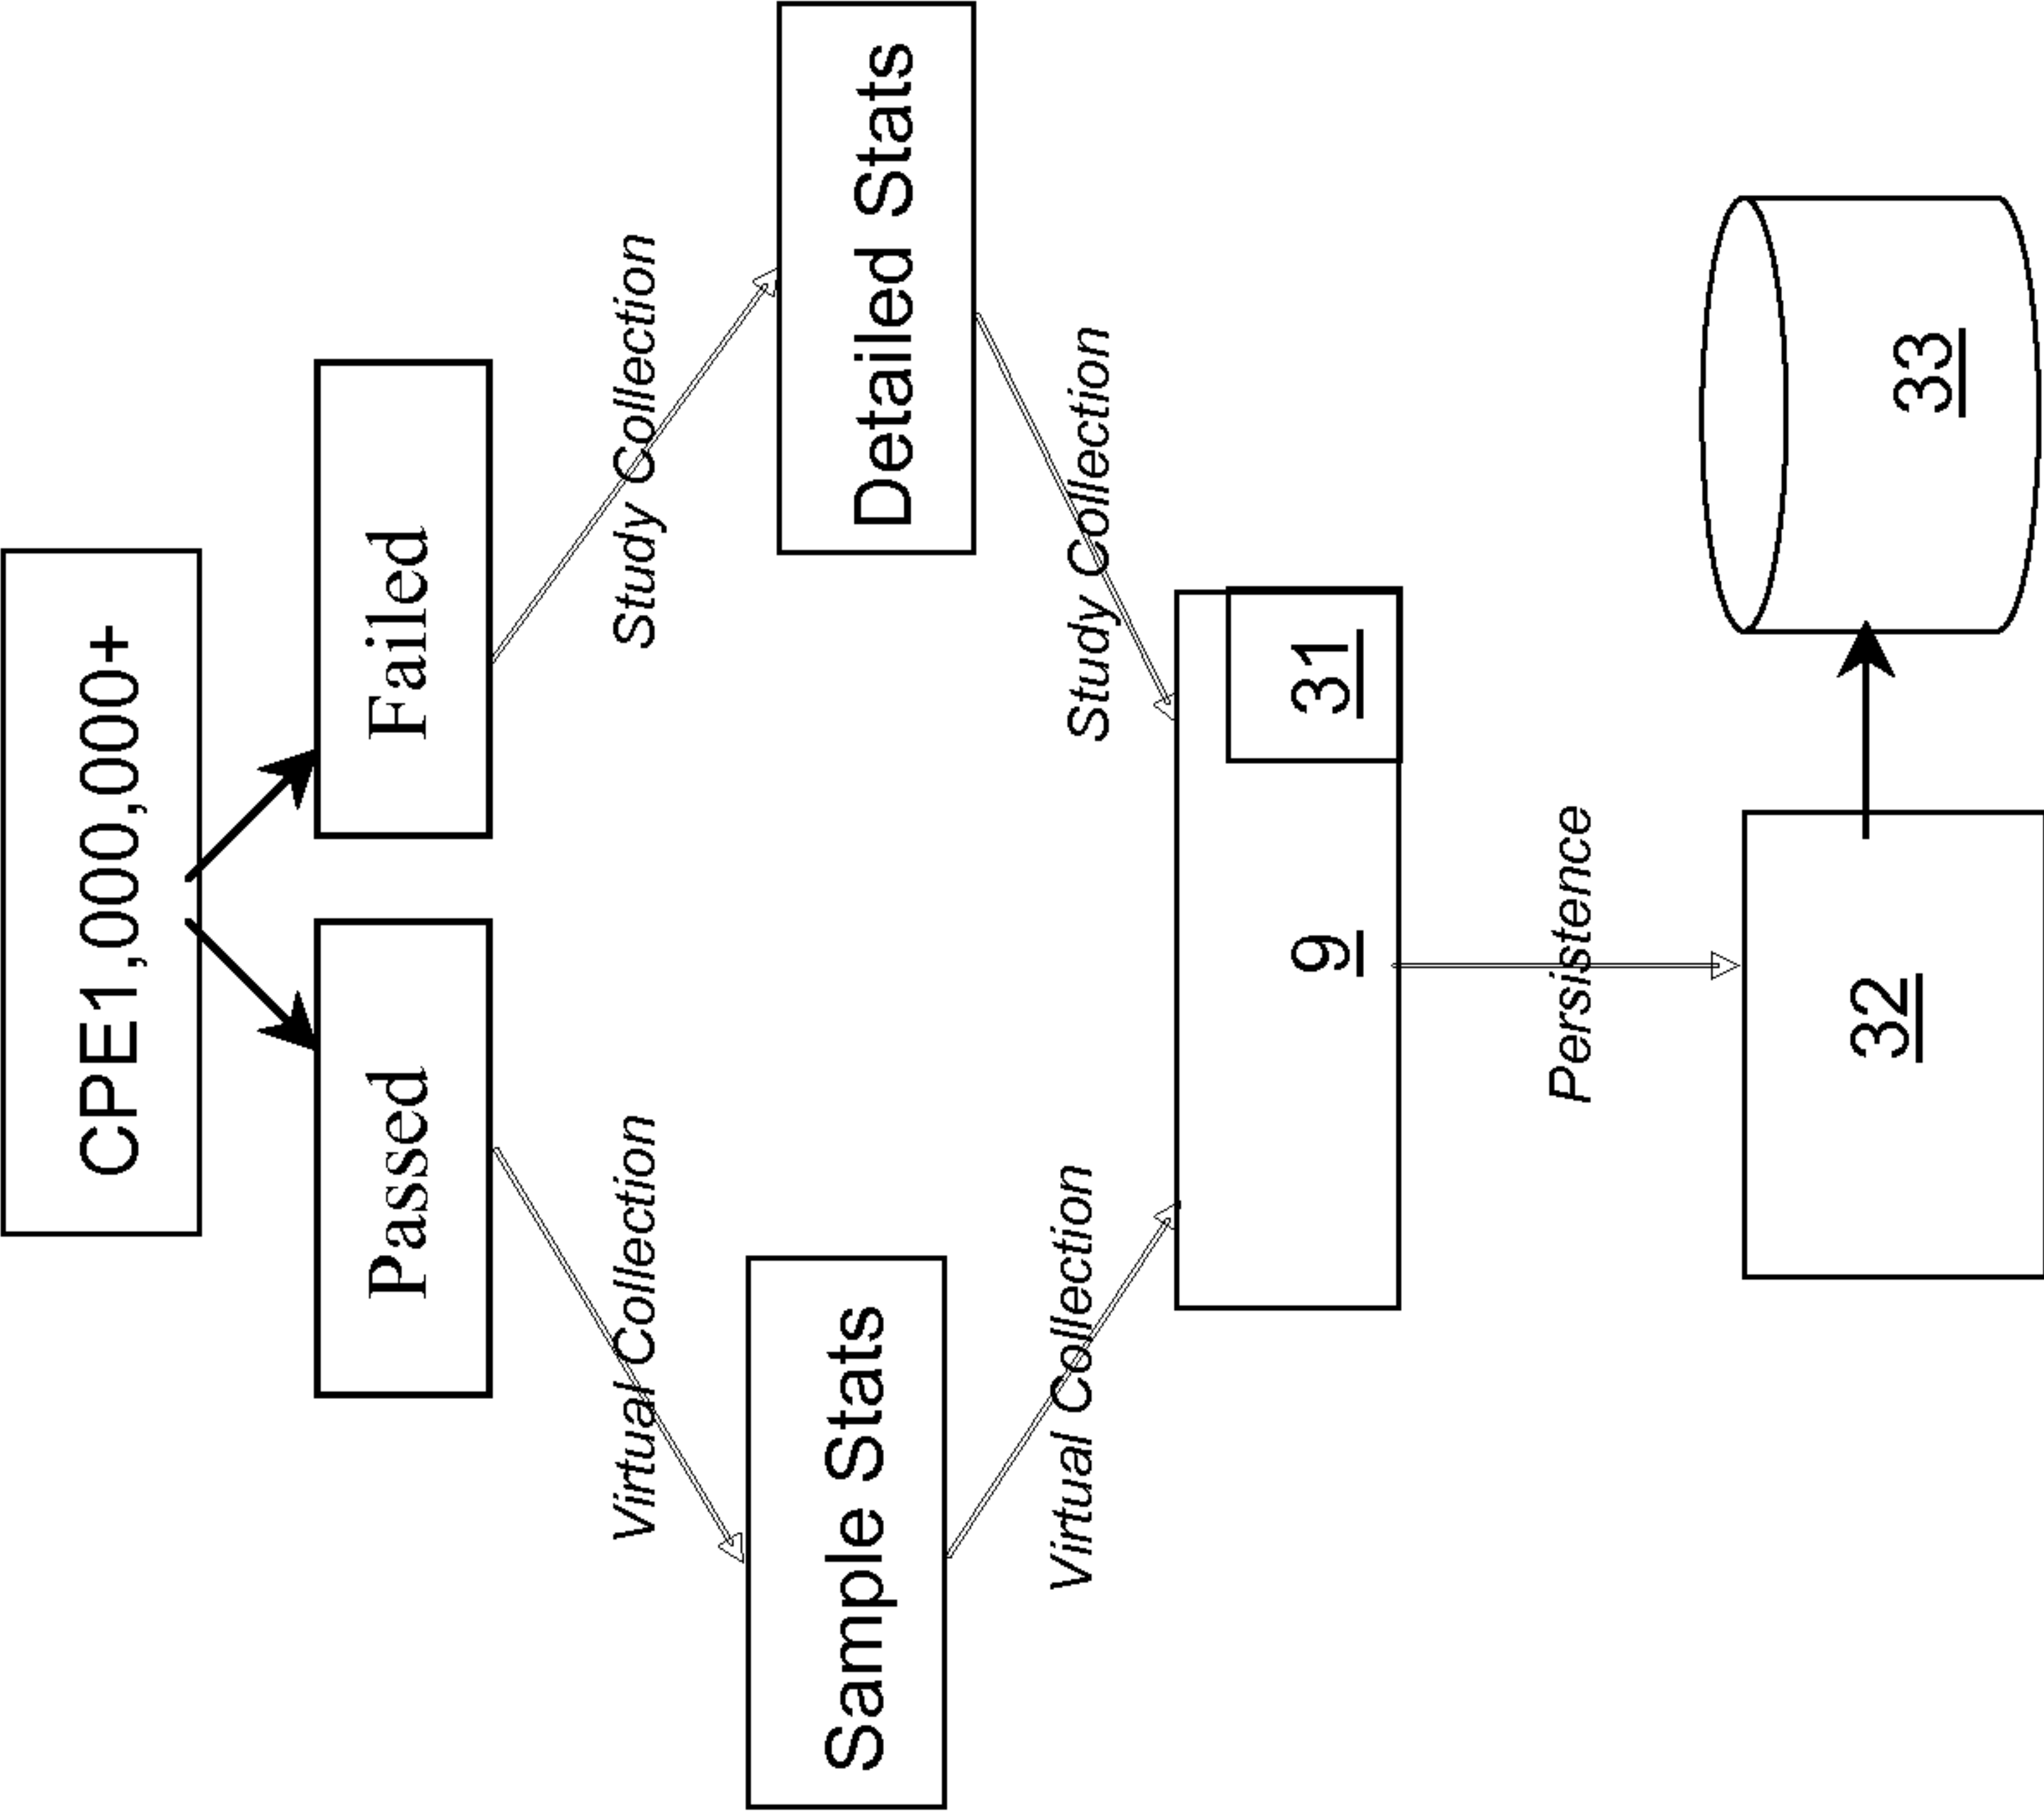 CPE1,000,000+
Passed
Failed
Virtual Collection
Study Collection
Sample Stats
Detailed Stats
Virtual Collection
Study Collection
9
31
Persistence
32
33